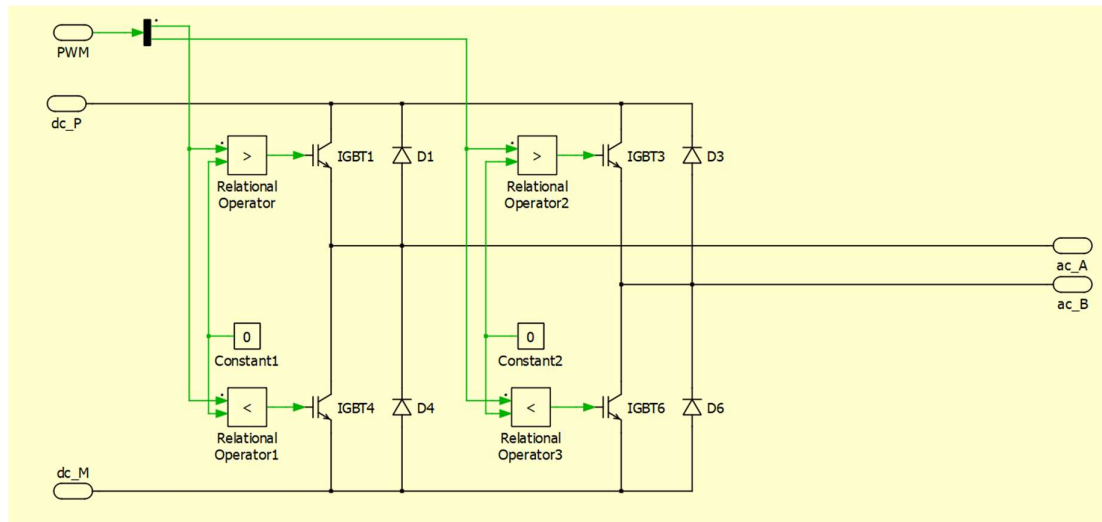 PWM
dc_P
>
IGBT1
D1
>
IGBT3
D3
Relational
Operator
Relational
Operator2
ac_A
ac_B
0
0
Constant1
Constant2
<
IGBT4
D4
<
IGBT6
D6
Relational
Operator1
Relational
Operator3
dc_M